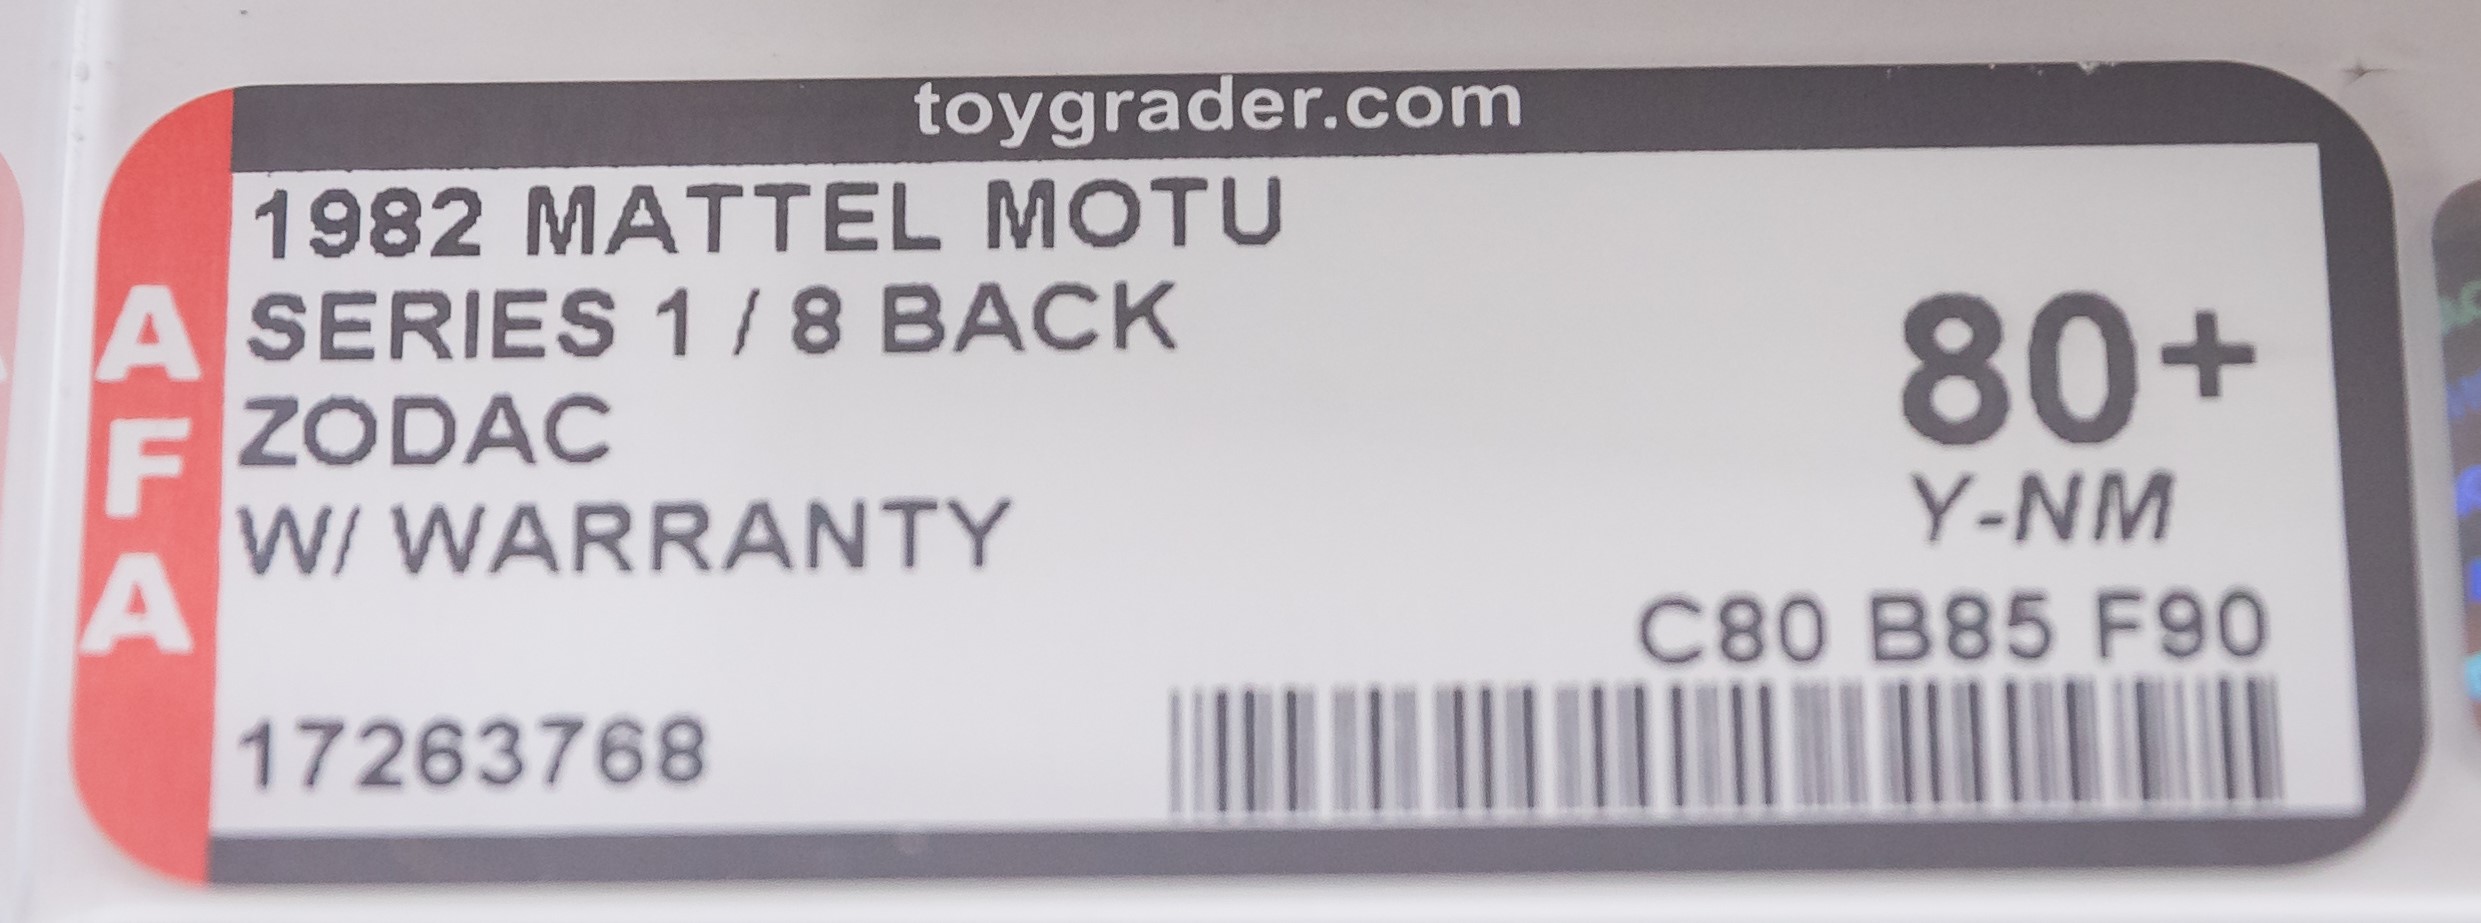 toygrader.com
AFA
1982 MATTEL MOTU
SERIES 1 / 8 BACK
ZODAC
W/ WARRANTY
80+
Y-NM
C80 B85 F90
17263768